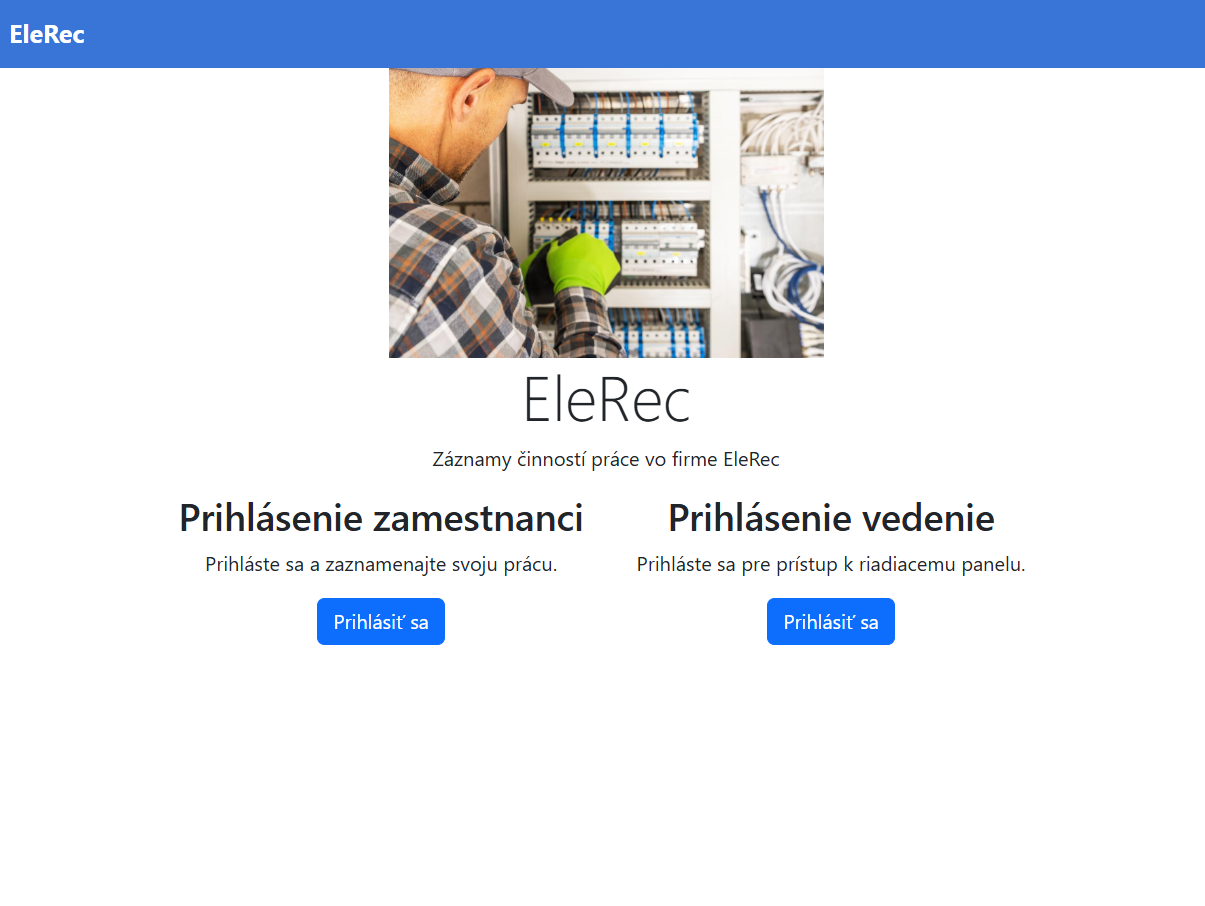 EleRec
EleRec
Záznamy činností práce vo firme EleRec
Prihlásenie zamestnanci
Prihláste sa a zaznamenajte svoju prácu.
Prihlásiť sa
Prihlásenie vedenie
Prihláste sa pre prístup k riadiacemu panelu.
Prihlásiť sa